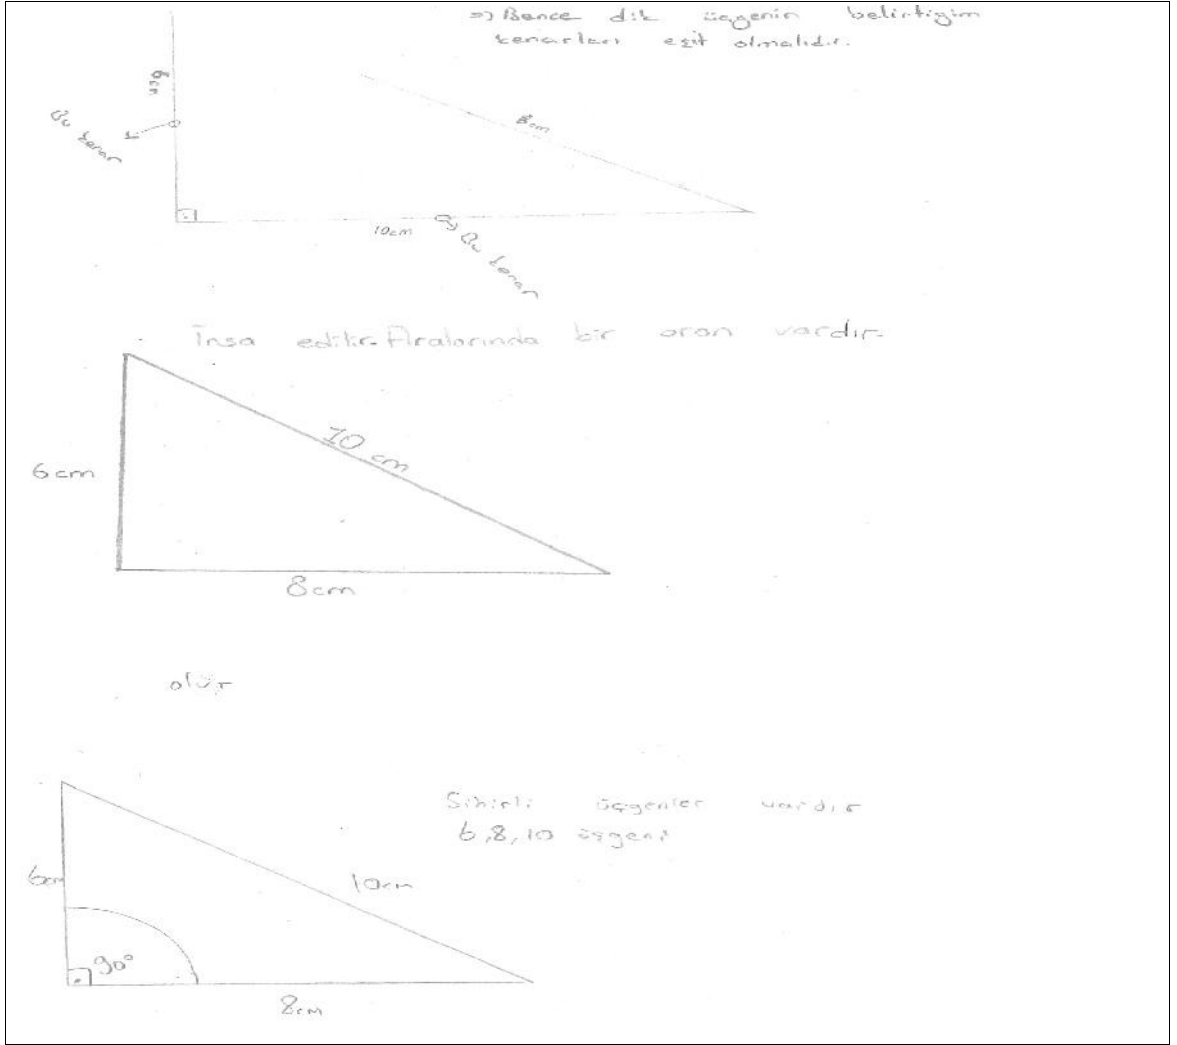 =) Bence dik üçgenin belirtiğim
kenarları eşit olmalıdır.
6cm
Bu kenar
8cm
10cm
=) Bu kenar
İnşa edilir. Aralarında bir oran vardır.
10 cm
6cm
8cm
olur
Sihirli üçgenler vardır
6,8,10 üçgeni
6cm
10cm
90°
8cm